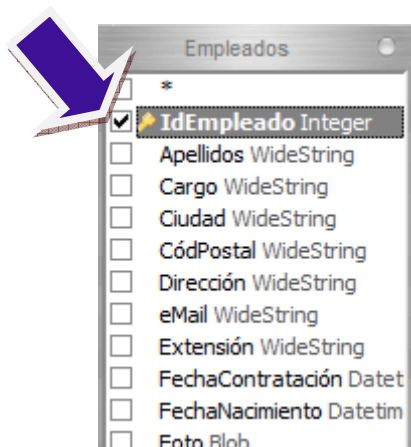 Empleados
*
IdEmpleado Integer
Apellidos WideString
Cargo WideString
Ciudad WideString
CódPostal WideString
Dirección WideString
eMail WideString
Extensión WideString
FechaContratación Datet
FechaNacimiento Datetim
Foto Blob